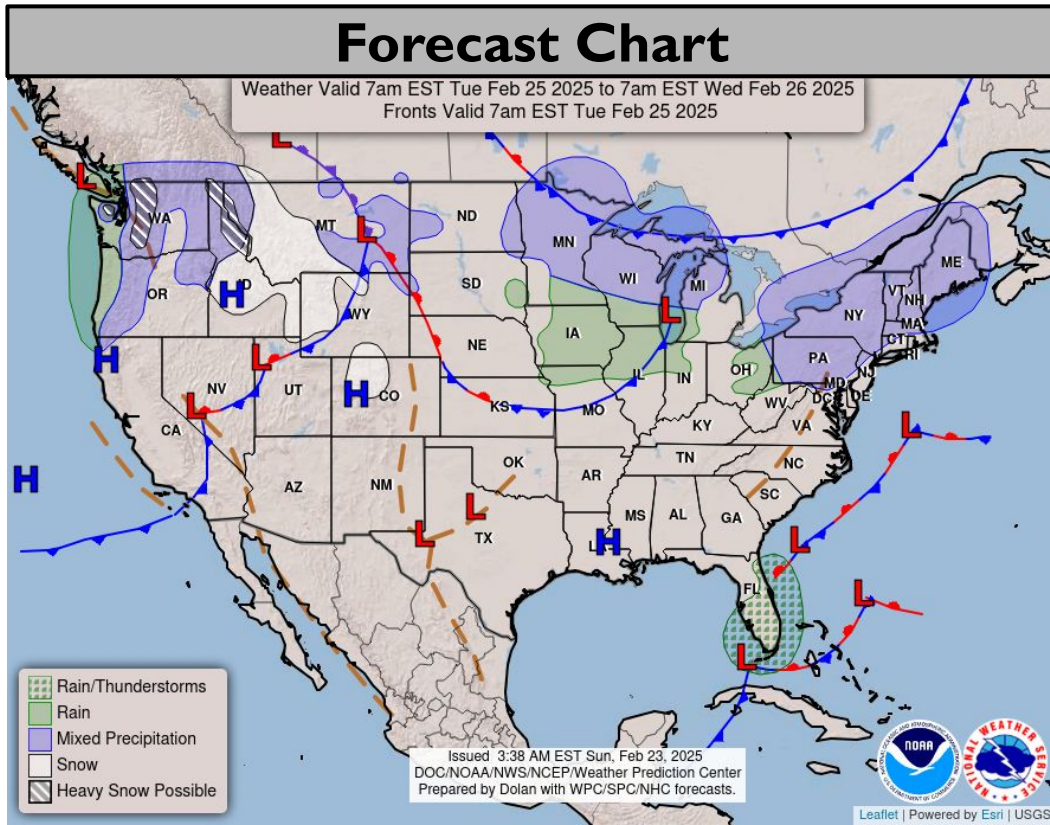 Forecast Chart
Weather Valid 7am EST Tue Feb 25 2025 to 7am EST Wed Feb 26 2025
Fronts Valid 7am EST Tue Feb 25 2025
L
L
WA
MT
L
ND
MN
ME
OR
H
ID
SD
WI
MI
VT
NH
WY
L
NY
MA
IA
CT
RI
H
L
NE
PA
NJ
NV
UT
H
CO
IL
IN
OH
MD
DE
DC
L
KS
MO
WV
VA
CA
KY
L
H
AZ
NM
OK
AR
TN
NC
L
SC
L
TX
LA
H
MS
AL
GA
L
FL
L
L
Rain/Thunderstorms
Rain
Mixed Precipitation
Snow
Heavy Snow Possible
Issued 3:38 AM EST Sun, Feb 23, 2025
DOC/NOAA/NWS/NCEP/Weather Prediction Center
Prepared by Dolan with WPC/SPC/NHC forecasts.
NOAA
NATIONAL WEATHER SERVICE
Leaflet | Powered by Esri | USGS